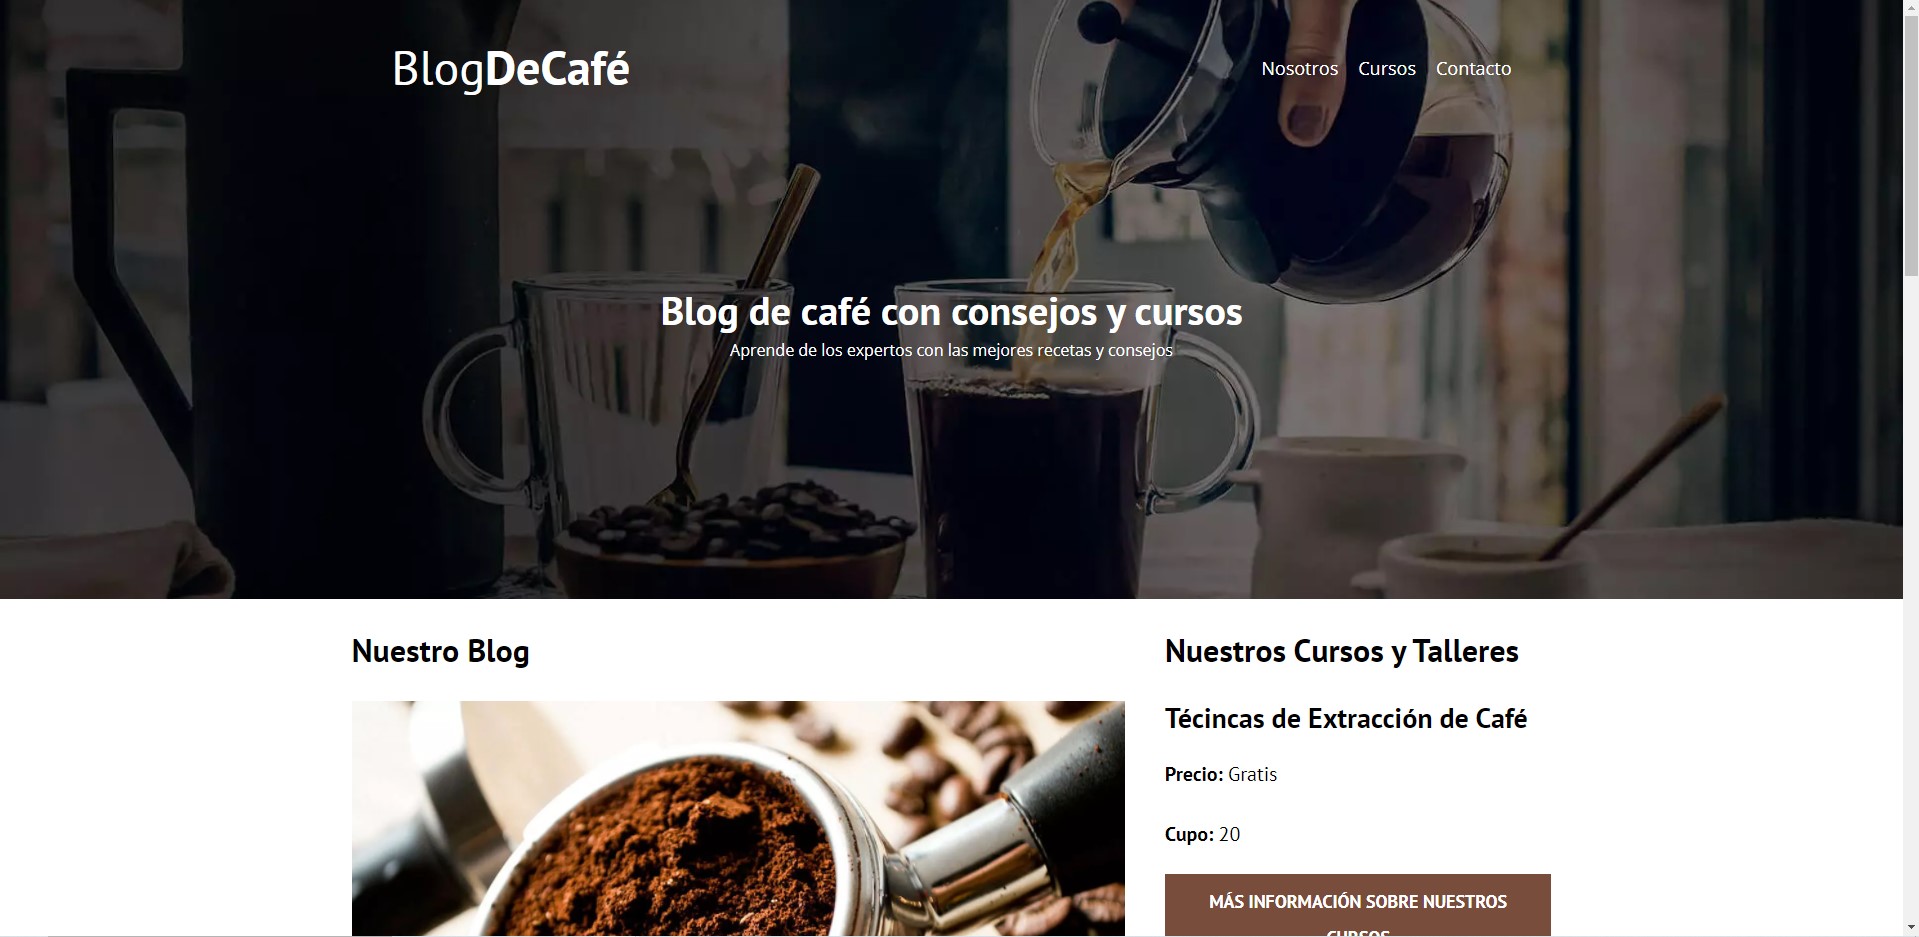 BlogDeCafé
Nosotros Cursos Contacto
Blog de café con consejos y cursos
Aprende de los expertos con las mejores recetas y consejos
Nuestro Blog
Nuestros Cursos y Talleres
Técincas de Extracción de Café
Precio: Gratis
Cupo: 20
MÁS INFORMACIÓN SOBRE NUESTROS
CURSOS